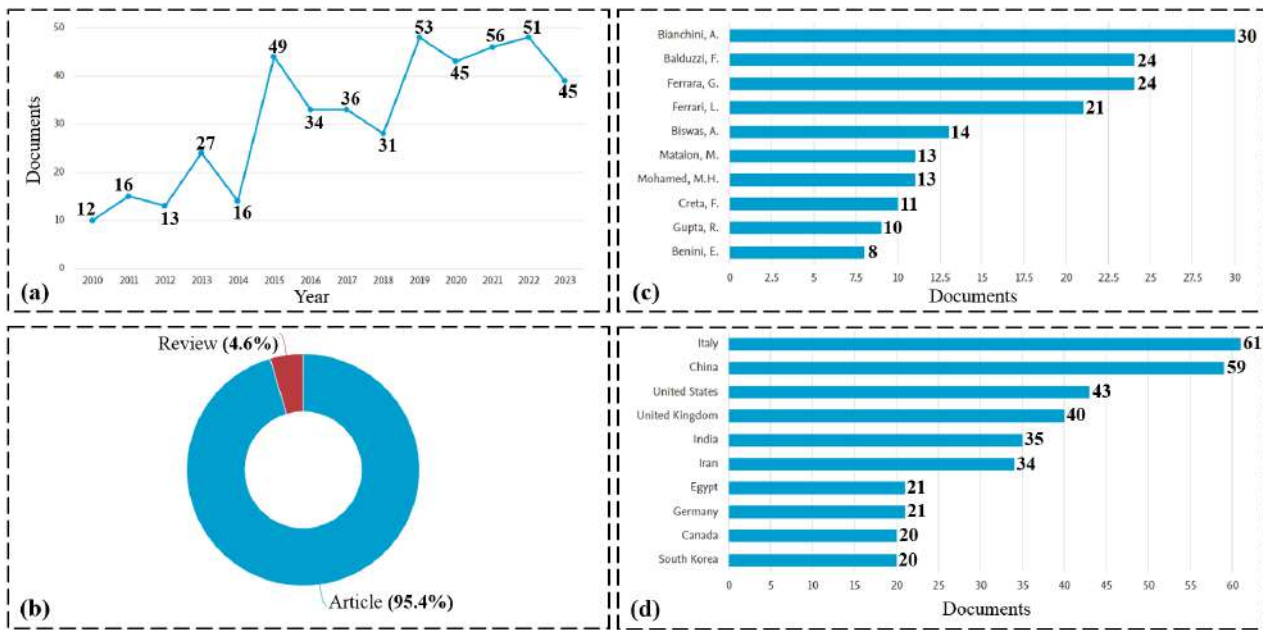 50
40
30
20
10
0
Documents
12
16
13
27
16
49
34
36
31
53
45
56
51
45
2010 2011 2012 2013 2014 2015 2016 2017 2018 2019 2020 2021 2022 2023
Year
(a)
Bianchini, A. 30
Balduzzi, F. 24
Ferrara, G. 24
Ferrari, L. 21
Biswas, A. 14
Matalon, M. 13
Mohamed, M.H. 13
Creta, F. 11
Gupta, R. 10
Benini, E. 8
0 2.5 5 7.5 10 12.5 15 17.5 20 22.5 25 27.5 30
Documents
(c)
Review (4.6%)
Article (95.4%)
(b)
Italy 61
China 59
United States 43
United Kingdom 40
India 35
Iran 34
Egypt 21
Germany 21
Canada 20
South Korea 20
0 5 10 15 20 25 30 35 40 45 50 55 60
Documents
(d)